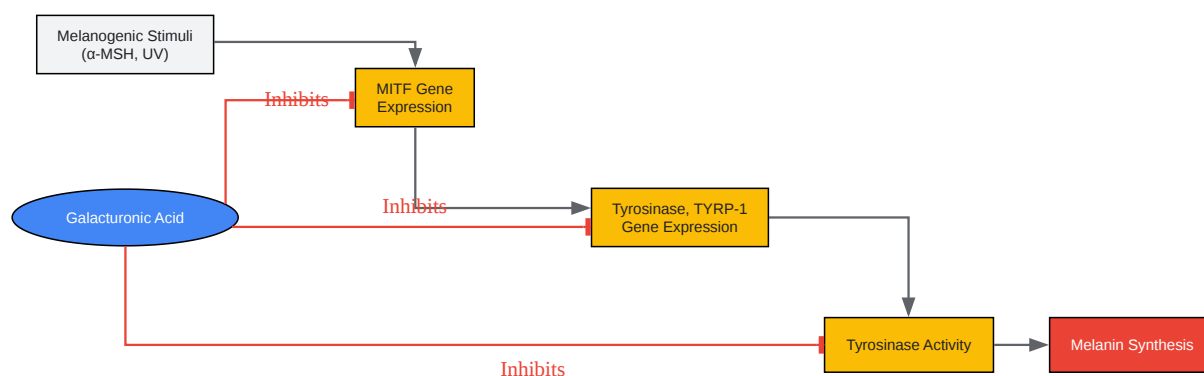 Melanogenic Stimuli
(α-MSH, UV)
MITF Gene
Expression
Inhibits
Galacturonic Acid
Inhibits
Tyrosinase, TYRP-1
Gene Expression
Tyrosinase Activity
Melanin Synthesis
Inhibits